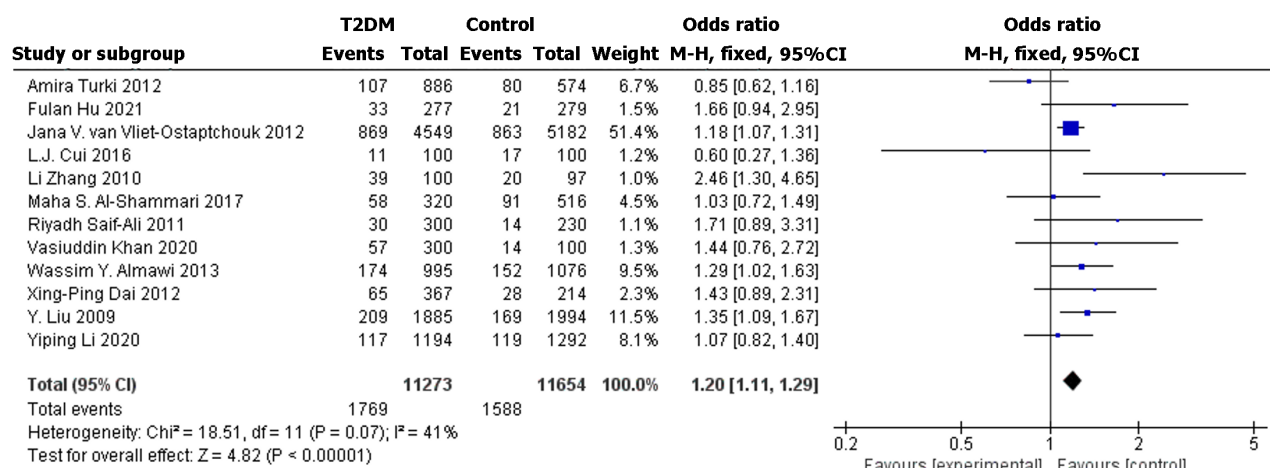 T2DM Control Odds ratio Odds ratio
Study or subgroup Events Total Events Total Weight M-H, fixed, 95%CI M-H, fixed, 95%CI
Amira Turki 2012 107 886 80 574 6.7% 0.85 [0.62, 1.16]
Fulan Hu 2021 33 277 21 279 1.5% 1.66 [0.94, 2.95]
Jana V. van Vliet-Ostaptchouk 2012 869 4549 863 5182 51.4% 1.18 [1.07, 1.31]
L.J. Cui 2016 11 100 17 100 1.2% 0.60 [0.27, 1.36]
Li Zhang 2010 39 100 20 97 1.0% 2.46 [1.30, 4.65]
Maha S. Al-Shammari 2017 58 320 91 516 4.5% 1.03 [0.72, 1.49]
Riyadh Saif-Ali 2011 30 300 14 230 1.1% 1.71 [0.89, 3.31]
Vasiuddin Khan 2020 57 300 14 100 1.3% 1.44 [0.76, 2.72]
Wassim Y. Almawi 2013 174 995 152 1076 9.5% 1.29 [1.02, 1.63]
Xing-Ping Dai 2012 65 367 28 214 2.3% 1.43 [0.89, 2.31]
Y. Liu 2009 209 1885 169 1994 11.5% 1.35 [1.09, 1.67]
Yiping Li 2020 117 1194 119 1292 8.1% 1.07 [0.82, 1.40]
Total (95% CI) 11273 11654 100.0% 1.20 [1.11, 1.29]
Total events 1769 1588
Heterogeneity: Chi² = 18.51, df = 11 (P = 0.07); I² = 41%
Test for overall effect: Z = 4.82 (P < 0.00001)
0.2 0.5 1 2 5
Favours [experimental] Favours [control]